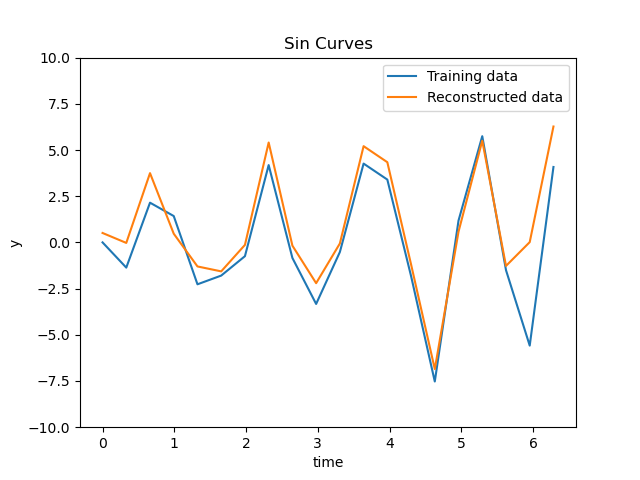 Sin Curves
Training data
Reconstructed data
10.0
7.5
5.0
2.5
0.0
−2.5
−5.0
−7.5
−10.0
y
0 1 2 3 4 5 6
time